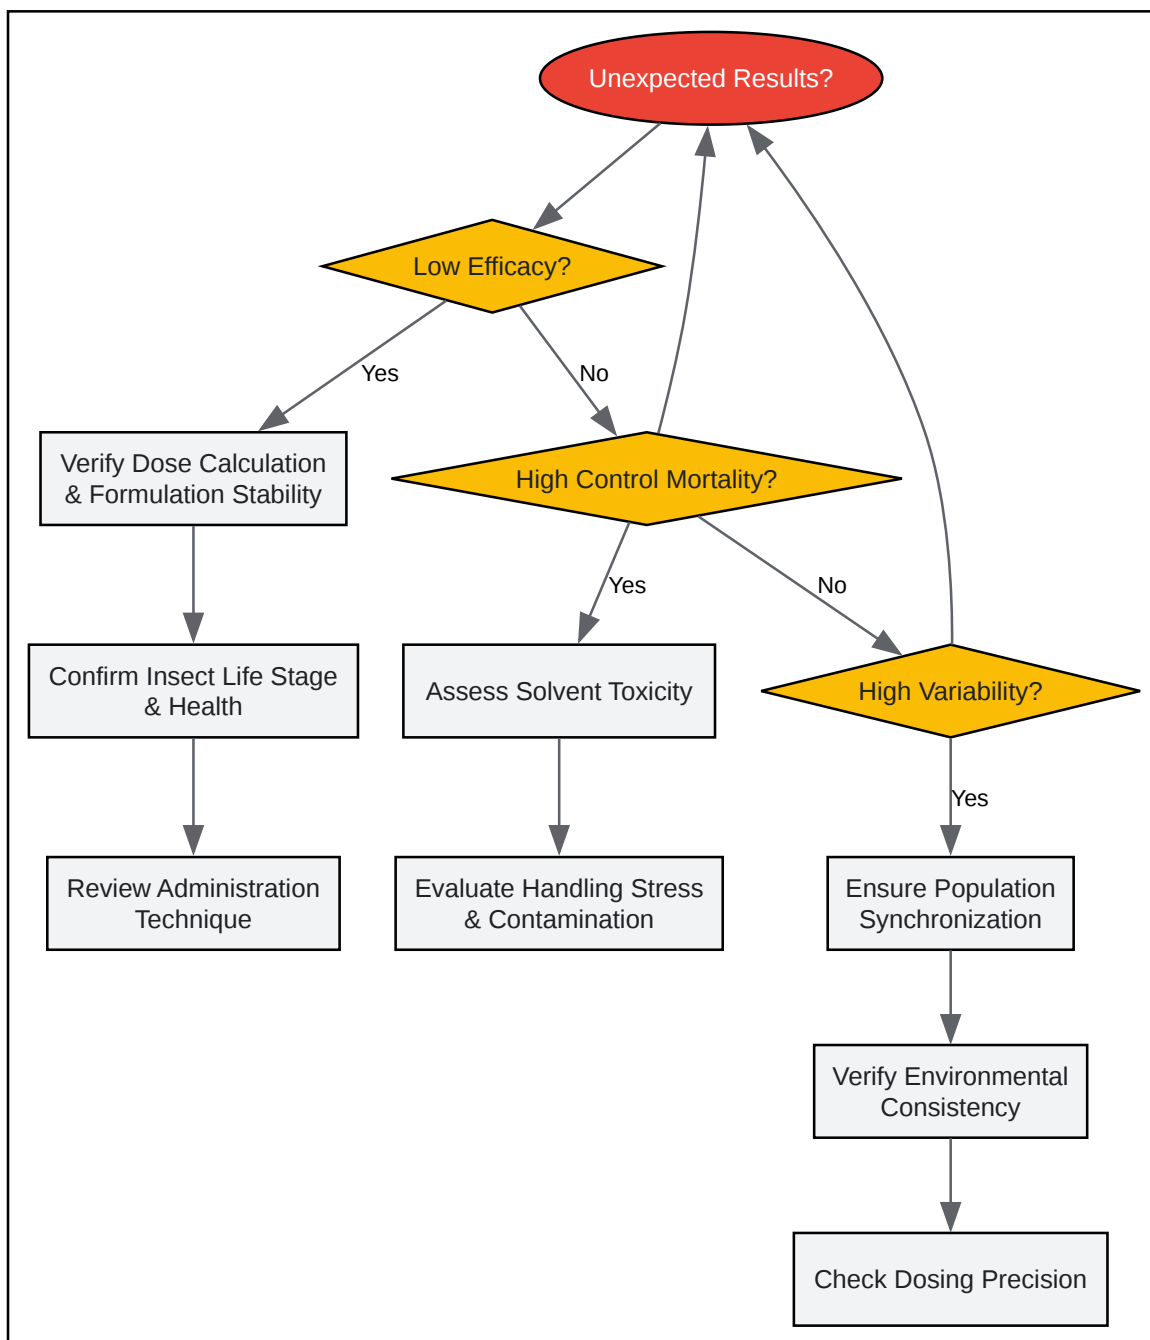 Unexpected Results?
Low Efficacy?
Yes
No
Verify Dose Calculation
& Formulation Stability
High Control Mortality?
Yes
No
Confirm Insect Life Stage
& Health
Assess Solvent Toxicity
High Variability?
Yes
Review Administration
Technique
Evaluate Handling Stress
& Contamination
Ensure Population
Synchronization
Verify Environmental
Consistency
Check Dosing Precision